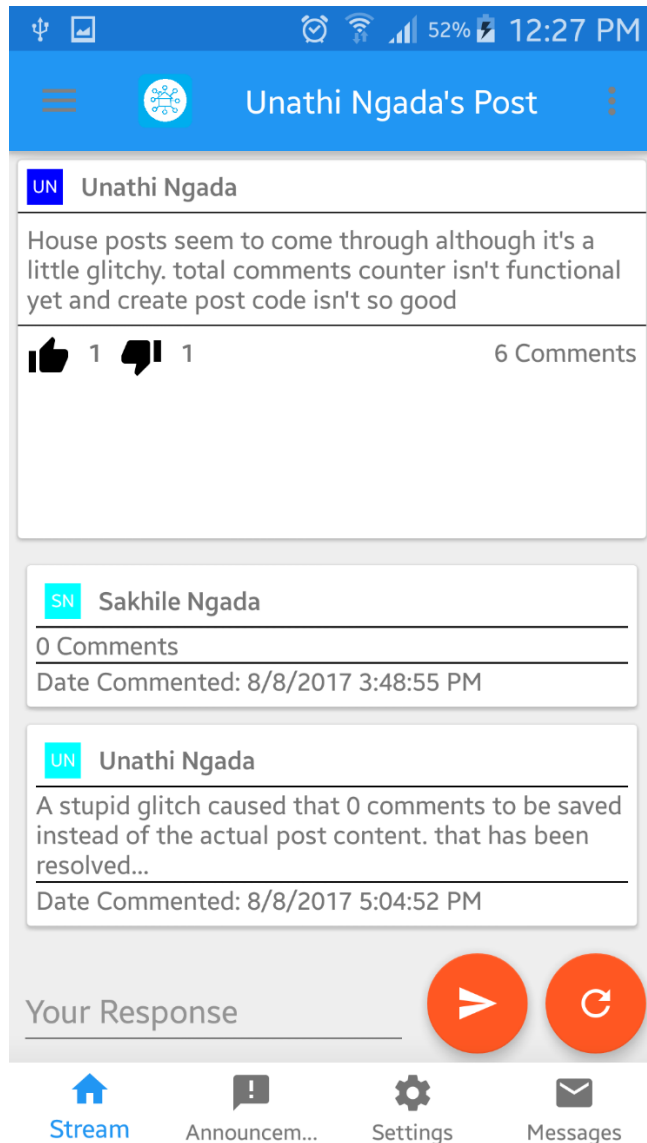 52% 12:27 PM
Unathi Ngada's Post
UN Unathi Ngada
House posts seem to come through although it's a
little glitchy. total comments counter isn't functional
yet and create post code isn't so good
1 1 6 Comments
SN Sakhile Ngada
0 Comments
Date Commented: 8/8/2017 3:48:55 PM
UN Unathi Ngada
A stupid glitch caused that 0 comments to be saved
instead of the actual post content. that has been
resolved...
Date Commented: 8/8/2017 5:04:52 PM
Your Response
Stream Announcem... Settings Messages